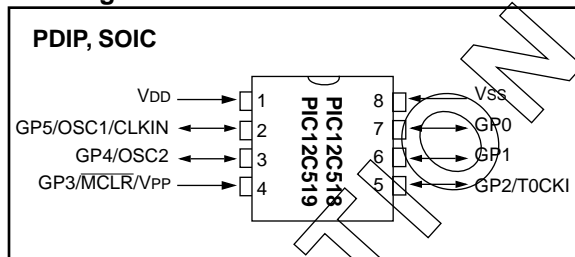 PDIP, SOIC
VDD 1
GP5/OSC1/CLKIN 2
GP4/OSC2 3
GP3/MCLR/VPP 4
PIC12C518
PIC12C519
8 VSS
7 GP0
6 GP1
5 GP2/T0CKI